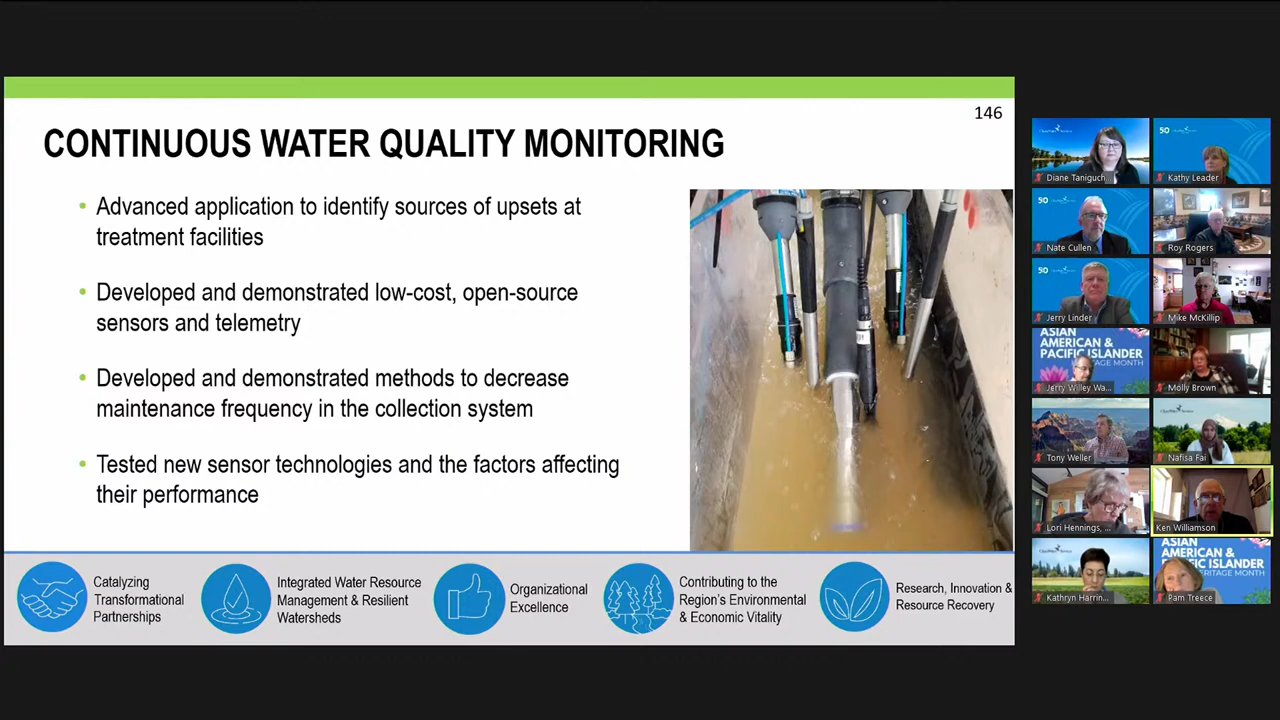 146
CONTINUOUS WATER QUALITY MONITORING
• Advanced application to identify sources of upsets at
treatment facilities
• Developed and demonstrated low-cost, open-source
sensors and telemetry
• Developed and demonstrated methods to decrease
maintenance frequency in the collection system
• Tested new sensor technologies and the factors affecting
their performance
Catalyzing
Transformational
Partnerships
Integrated Water Resource
Management & Resilient
Watersheds
Organizational
Excellence
Contributing to the
Region's Environmental
& Economic Vitality
Research, Innovation &
Resource Recovery
Diane Taniguch...
50
Kathy Leader
50
Nate Cullen
Roy Rogers
50
Jerry Linder
Mike McKillip
ASIAN
AMERICAN &
PACIFIC ISLANDER
MONTH
Jerry Willey Wa...
Molly Brown
Tony Weller
Nafisa Fai
Lori Hennings, ...
Ken Williamson
Kathryn Harrin...
ASIAN
AMERICAN &
ISLANDER
MONTH
Pam Treece